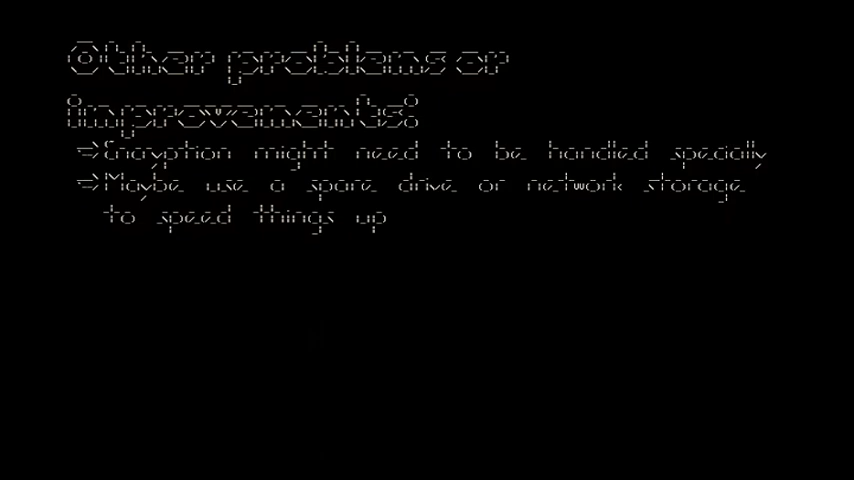 Other problems or
improvements:
⇒Encryption might need to be handled specially
⇒Maybe use a spare drive or network storage
to speed things up